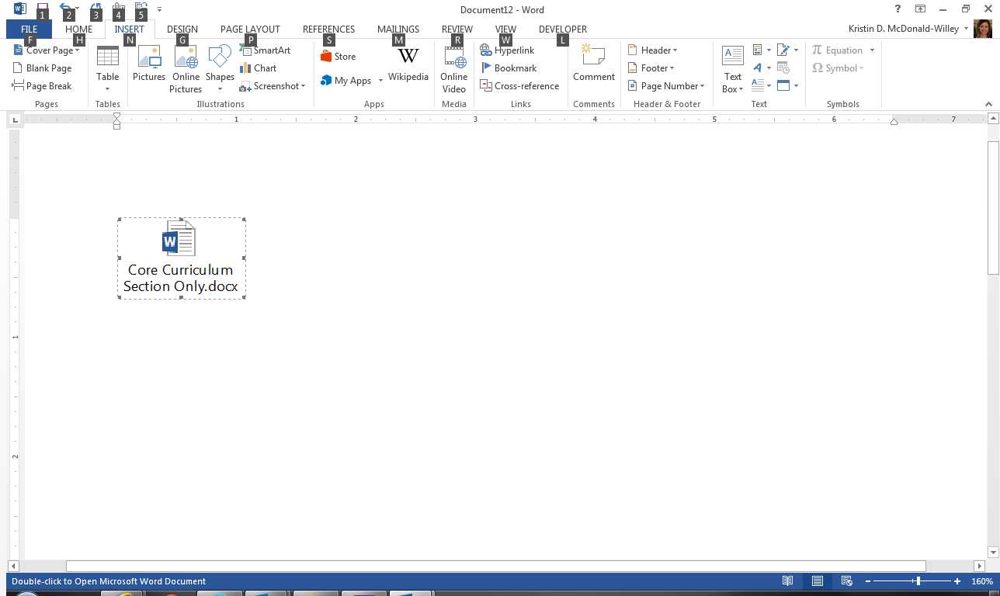 Document12 - Word
?
1 2 3 4 5
FILE HOME INSERT DESIGN PAGE LAYOUT REFERENCES MAILINGS REVIEW VIEW DEVELOPER
Kristin D. McDonald-Willey
F H N G P S M R W L
Cover Page
Blank Page
Page Break
Pages
Table
Tables
Pictures
Online
Pictures
Shapes
SmartArt
Chart
Screenshot
Illustrations
Store
My Apps
W
Wikipedia
Apps
Online
Video
Media
Hyperlink
Bookmark
Cross-reference
Links
Comment
Comments
Header
Footer
Page Number
Header & Footer
A
Text
Box
A
A
Text
π Equation
Ω Symbol
Symbols
L
1 2 3 4 5 6 7
W
Core Curriculum
Section Only.docx
1
2
Double-click to Open Microsoft Word Document
160%